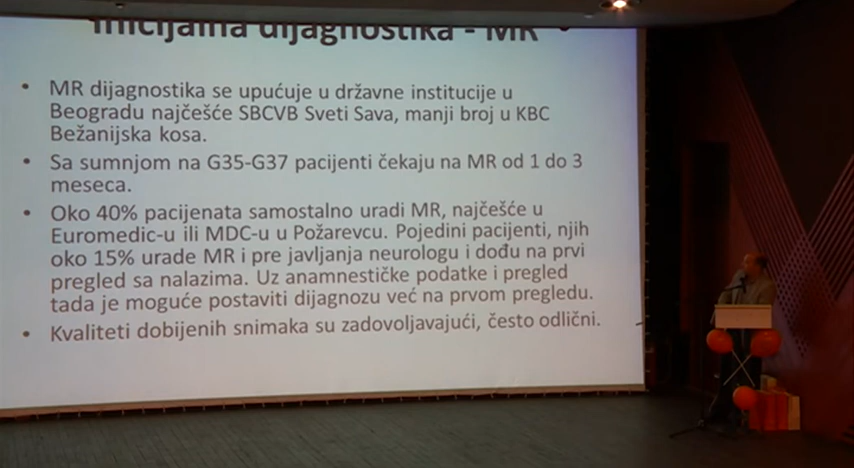 Inicijalna dijagnostika - MR
• MR dijagnostika se upućuje u državne institucije u
Beogradu najčešće SBCVB Sveti Sava, manji broj u KBC
Bežanijska kosa.
• Sa sumnjom na G35-G37 pacijenti čekaju na MR od 1 do 3
meseca.
• Oko 40% pacijenata samostalno uradi MR, najčešće u
Euromedic-u ili MDC-u u Požarevcu. Pojedini pacijenti, njih
oko 15% urade MR i pre javljanja neurologu i dođu na prvi
pregled sa nalazima. Uz anamnestičke podatke i pregled
tada je moguće postaviti dijagnozu već na prvom pregledu.
• Kvaliteti dobijenih snimaka su zadovoljavajući, često odlični.